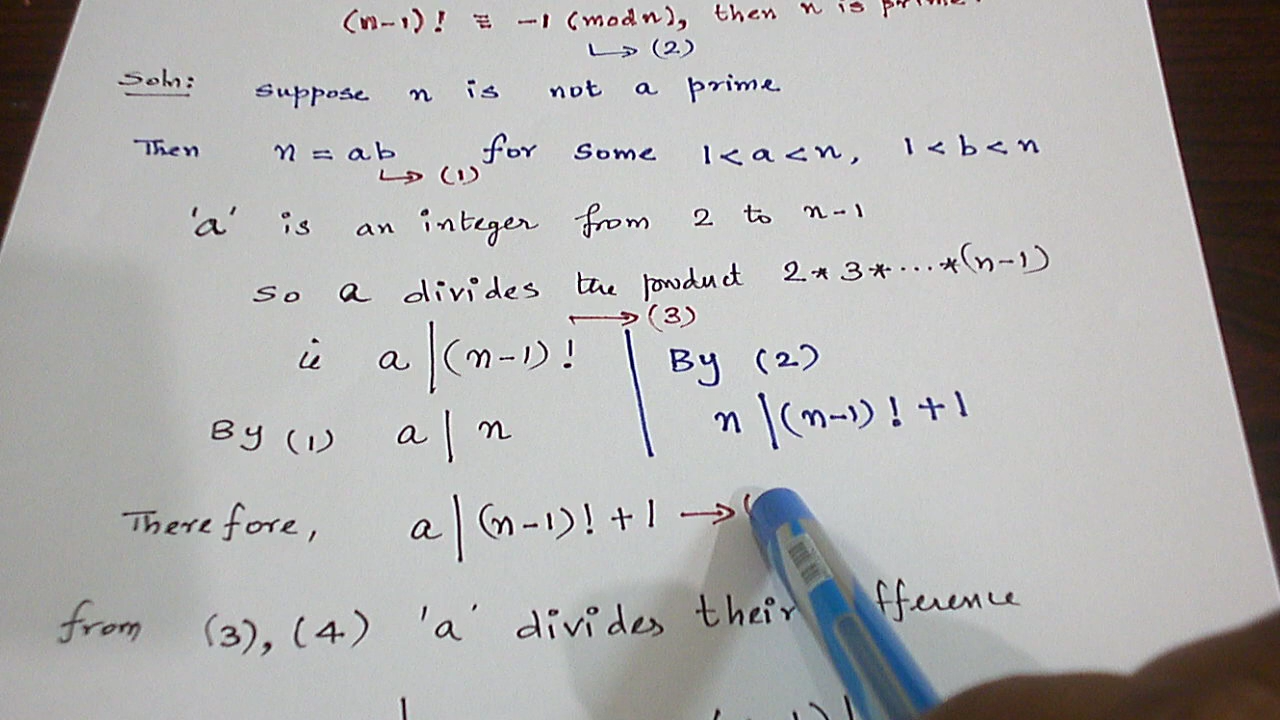 (n-1)! ≡ -1 (mod n), then n is prime.
↳ (2)
Soln: suppose n is not a prime
Then n = ab for some 1<a<n, 1<b<n
↳ (1)
'a' is an integer from 2 to n-1
so a divides the product 2*3*....*(n-1)
→ (3)
ie a | (n-1)!
By (1) a | n
By (2)
n | (n-1)! +1
Therefore, a | (n-1)! +1 → (
from (3), (4) 'a' divides their fference